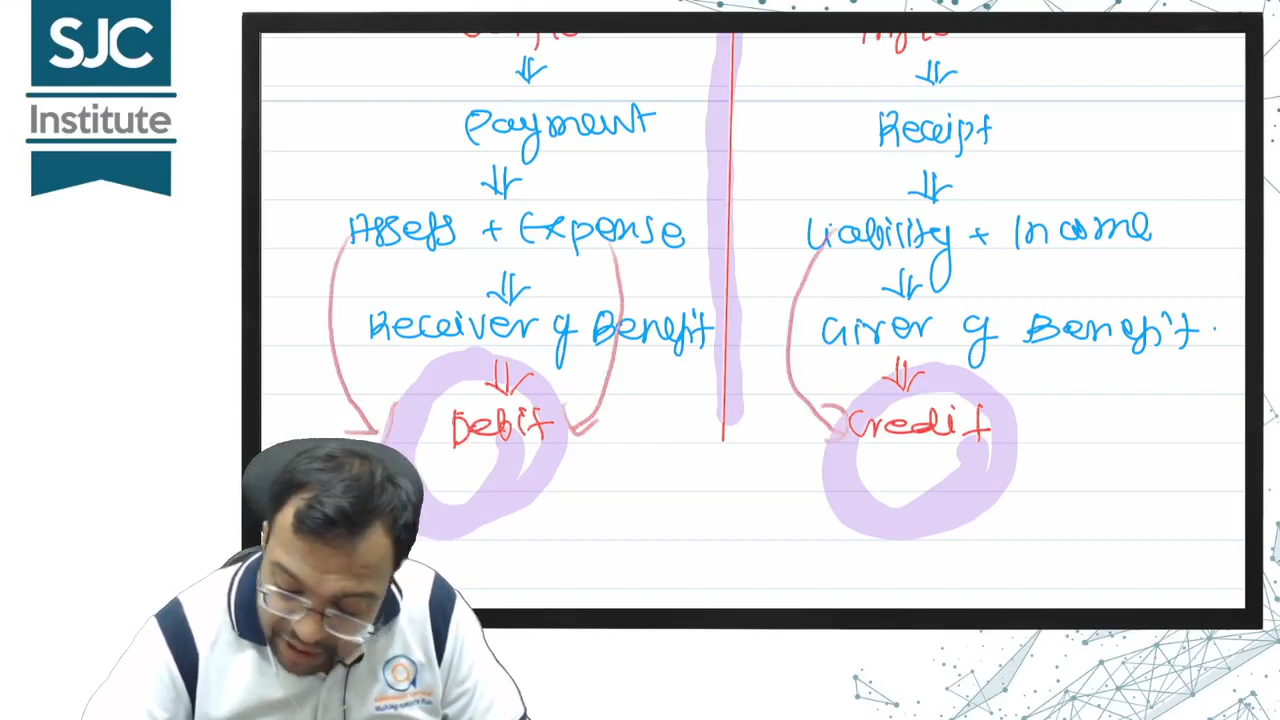 SJC
Institute
Payment
Assets + Expense
Receiver of Benefit
Debit
Receipt
Liability + Income
Giver of Benefit.
Credit